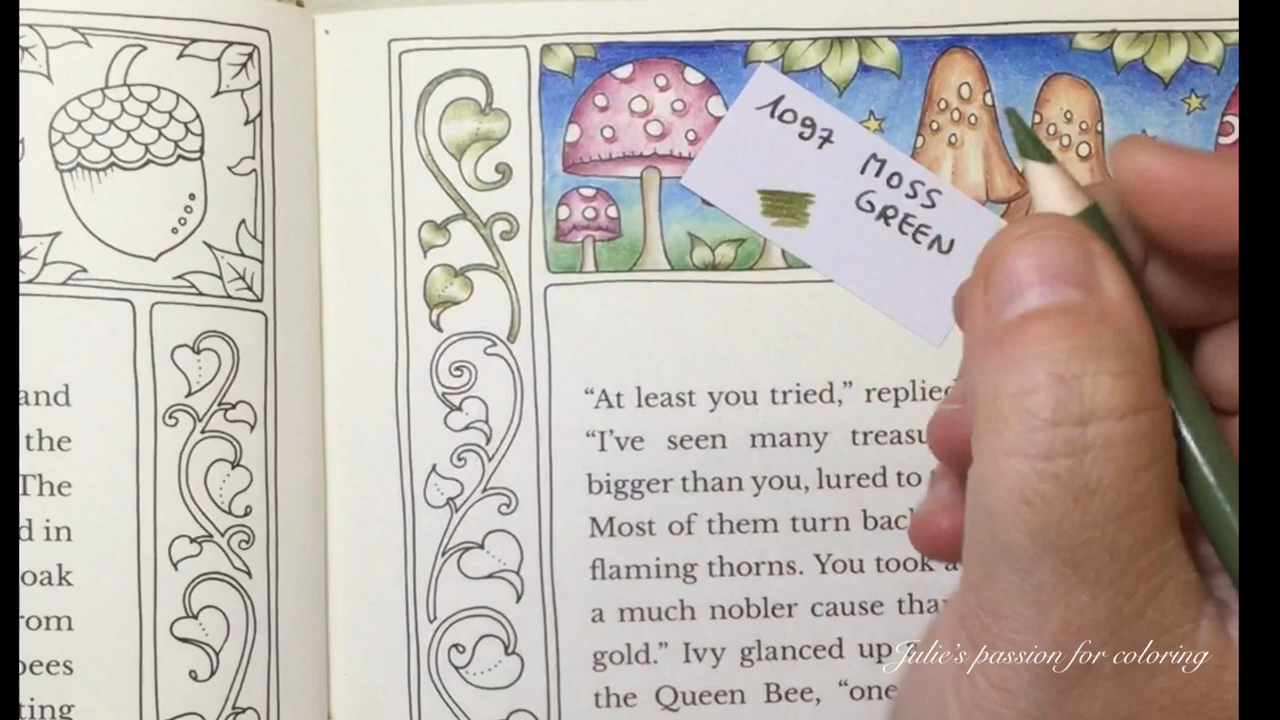 1097
MOSS
GREEN
and
the
The
d in
oak
rom
bees
ting
“At least you tried,” replied
“I’ve seen many treasu
bigger than you, lured to
Most of them turn bac
flaming thorns. You took a
a much nobler cause tha
gold.” Ivy glanced up
the Queen Bee, “one
Julie's passion for coloring